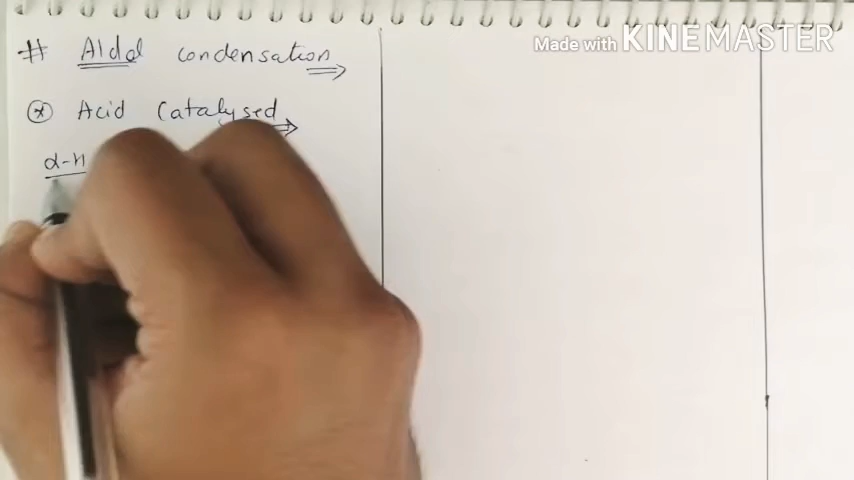 # Aldol condensation
Made with KINEMASTER
* Acid Catalysed
α-H